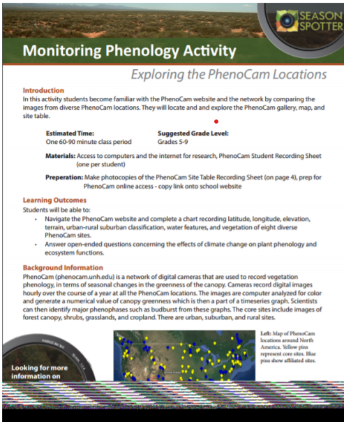 SEASON
SPOTTER
Monitoring Phenology Activity
Exploring the PhenoCam Locations
Introduction
In this activity students become familiar with the PhenoCam website and the network by comparing the
images from diverse PhenoCam locations. They will locate and and explore the PhenoCam gallery, map, and
site table.
Estimated Time: Suggested Grade Level:
One 60-90 minute class period Grades 5-9
Materials: Access to computers and the internet for research, PhenoCam Student Recording Sheet
(one per student)
Preparation: Make photocopies of the PhenoCam Site Table Recording Sheet (on page 4), prep for
PhenoCam online access - copy link onto school website
Learning Outcomes
Students will be able to:
• Navigate the PhenoCam website and complete a chart recording latitude, longitude, elevation,
terrain, urban-rural suburban classification, water features, and vegetation of eight diverse
PhenoCam sites.
• Answer open-ended questions concerning the effects of climate change on plant phenology and
ecosystem functions.
Background Information
PhenoCam (phenocam.unh.edu) is a network of digital cameras that are used to record vegetation
phenology, in terms of seasonal changes in the greenness of the canopy. Cameras record digital images
hourly over the course of a year at all the PhenoCam locations. The images are computer analyzed for color
and generate a numerical value of canopy greenness which is then a part of a timeseries graph. Scientists
can then identify major phenophases such as budburst from these graphs. The core sites include images of
forest canopy, shrubs, grasslands, and cropland. There are urban, suburban, and rural sites.
Left: Map of PhenoCam
locations around North
America. Yellow pins
represent core sites. Blue
pins show affiliated sites.
Looking for more
information on